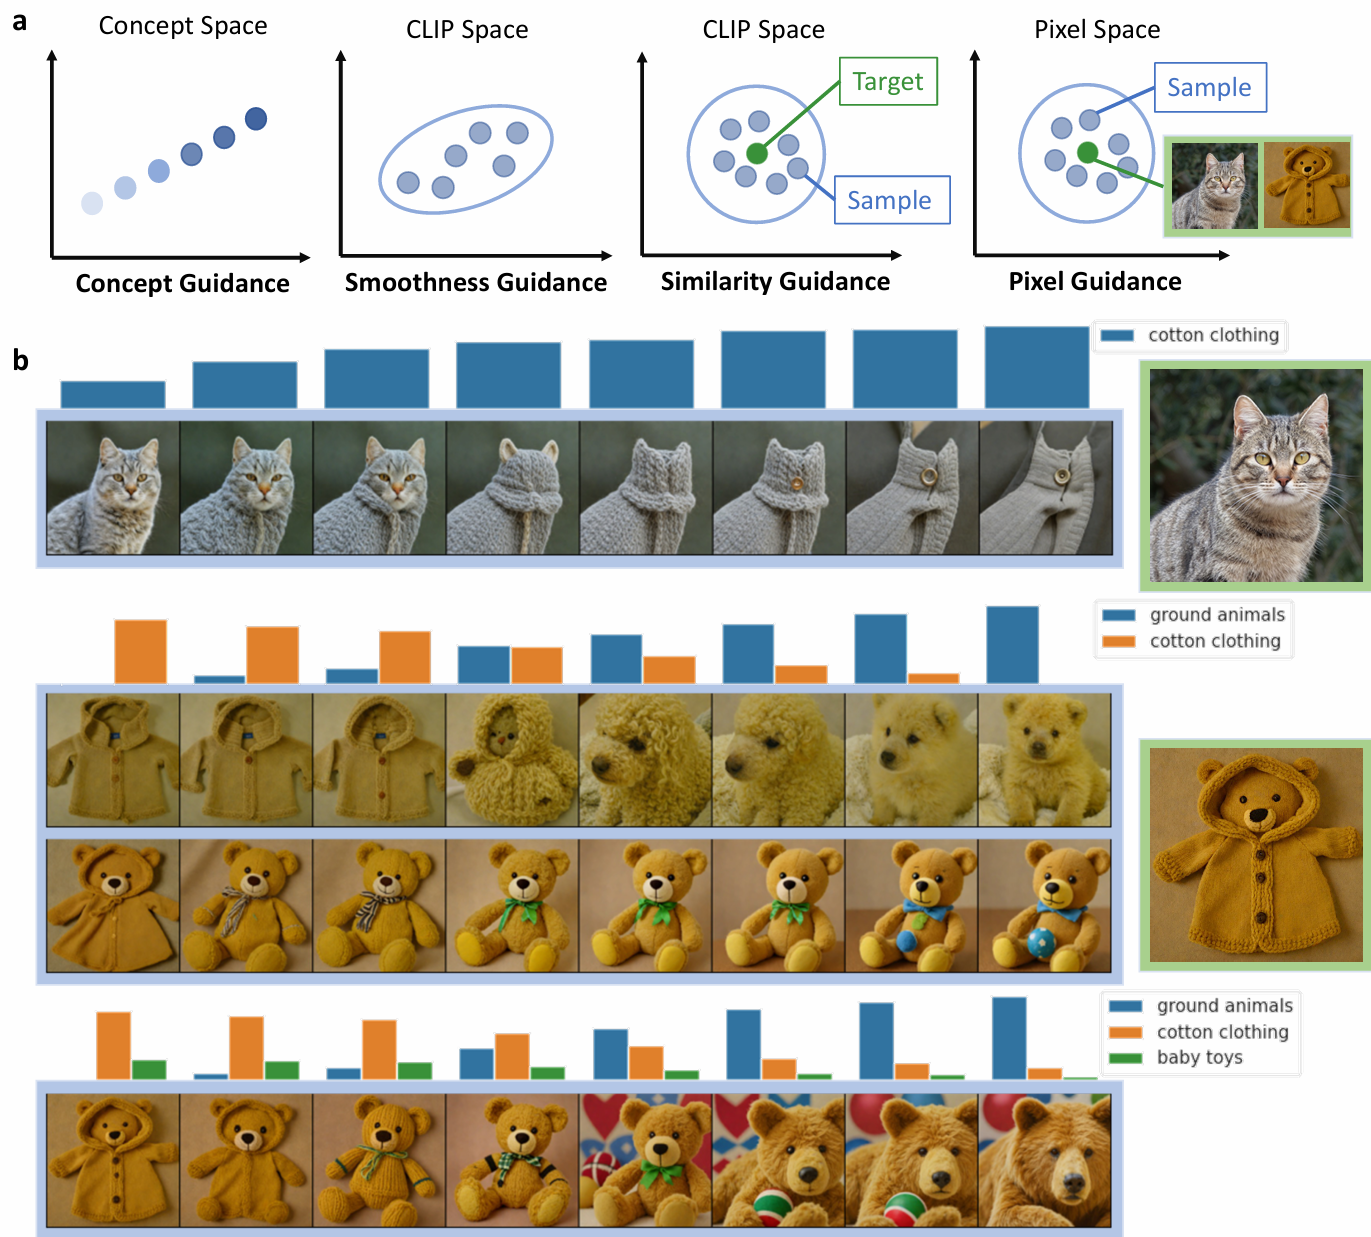 a
Concept Space
CLIP Space
CLIP Space
Pixel Space
Target
Sample
Sample
Concept Guidance
Smoothness Guidance
Similarity Guidance
Pixel Guidance
b
cotton clothing
ground animals
cotton clothing
ground animals
cotton clothing
baby toys